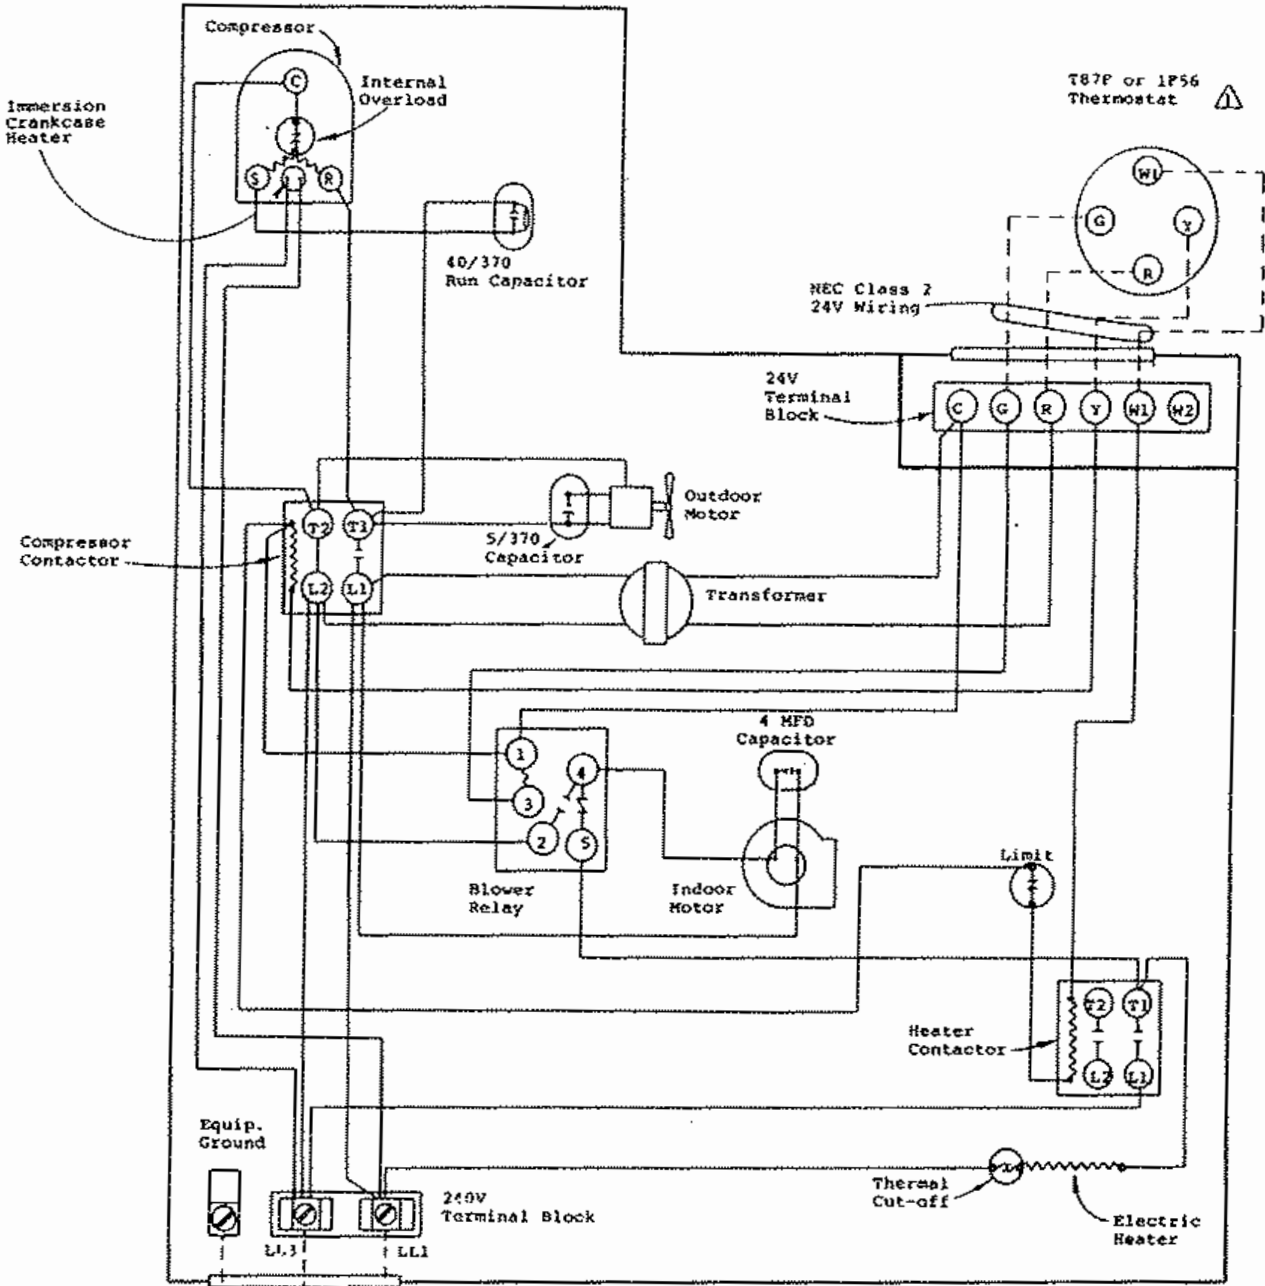 Compressor
Internal
Overload
Immersion
Crankcase
Heater
C
S
R
40/370
Run Capacitor
T87F or 1F56
Thermostat
1
W1
G
Y
R
NEC Class 2
24V Wiring
24V
Terminal
Block
C
G
R
Y
W1
W2
Outdoor
Motor
5/370
Capacitor
Compressor
Contactor
T2
T1
L2
L1
Transformer
4 MFD
Capacitor
1
4
3
2
5
Blower
Relay
Indoor
Motor
Limit
T2
T1
Heater
Contactor
L2
L1
Equip.
Ground
240V
Terminal Block
LL1
Thermal
Cut-off
Electric
Heater